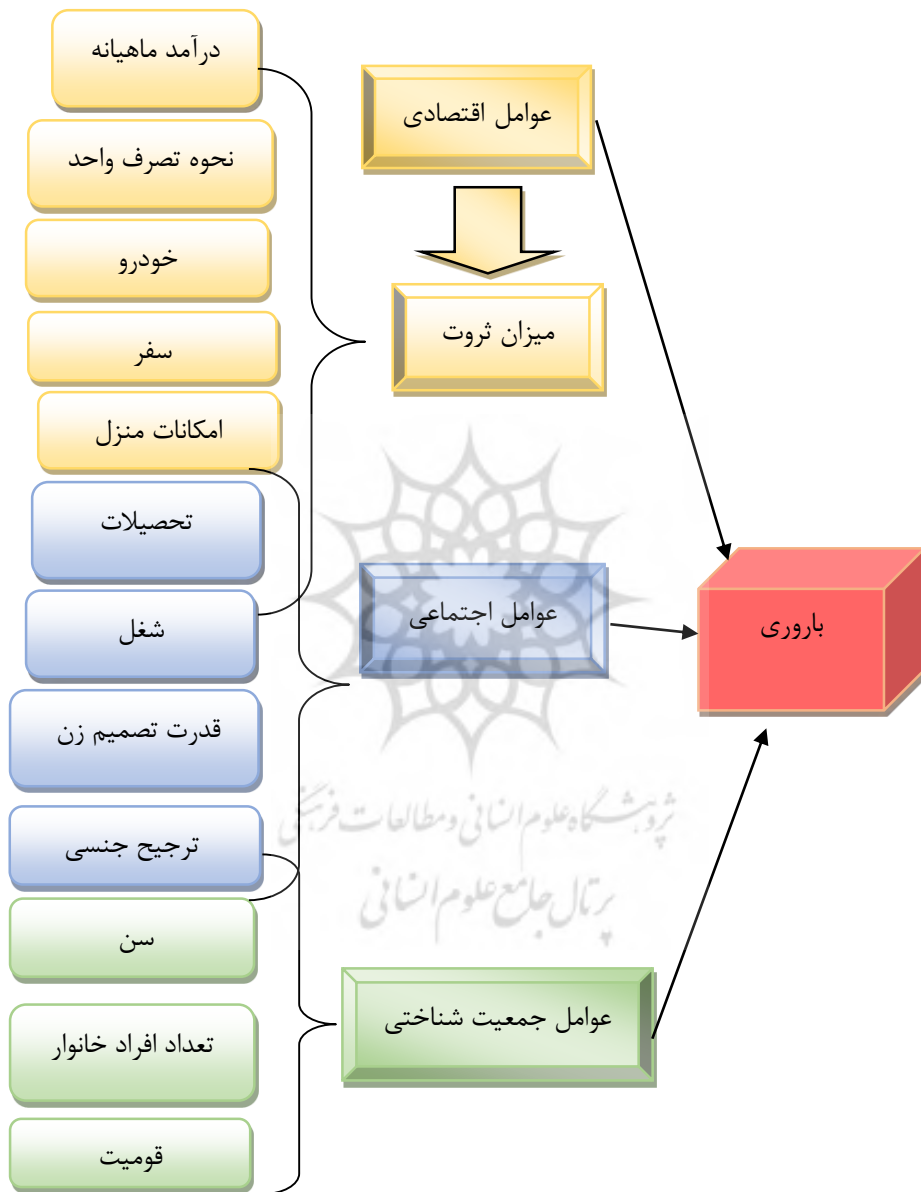 درآمد ماهیانه
عوامل اقتصادی
نحوه تصرف واحد
خودرو
میزان ثروت
سفر
امکانات منزل
تحصیلات
عوامل اجتماعی
شغل
باروری
قدرت تصمیم زن
ترجیح جنسی
پژوهشگاه علوم انسانی و مطالعات فرهنگی
پرتال جامع علوم انسانی
سن
عوامل جمعیت شناختی
تعداد افراد خانوار
قومیت